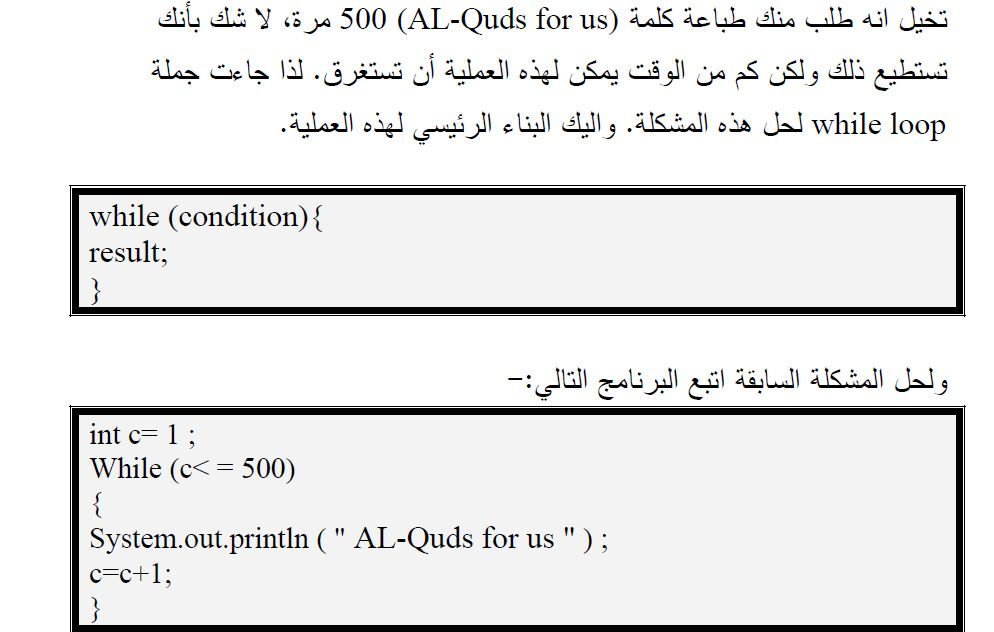 تخيل انه طلب منك طباعة كلمة (AL-Quds for us) 500 مرة، لا شك بأنك
تستطيع ذلك ولكن كم من الوقت يمكن لهذه العملية أن تستغرق. لذا جاءت جملة
while loop لحل هذه المشكلة. واليك البناء الرئيسي لهذه العملية.
while (condition){
result;
}
ولحل المشكلة السابقة اتبع البرنامج التالي:-
int c= 1 ;
While (c< = 500)
{
System.out.println ( " AL-Quds for us " ) ;
c=c+1;
}